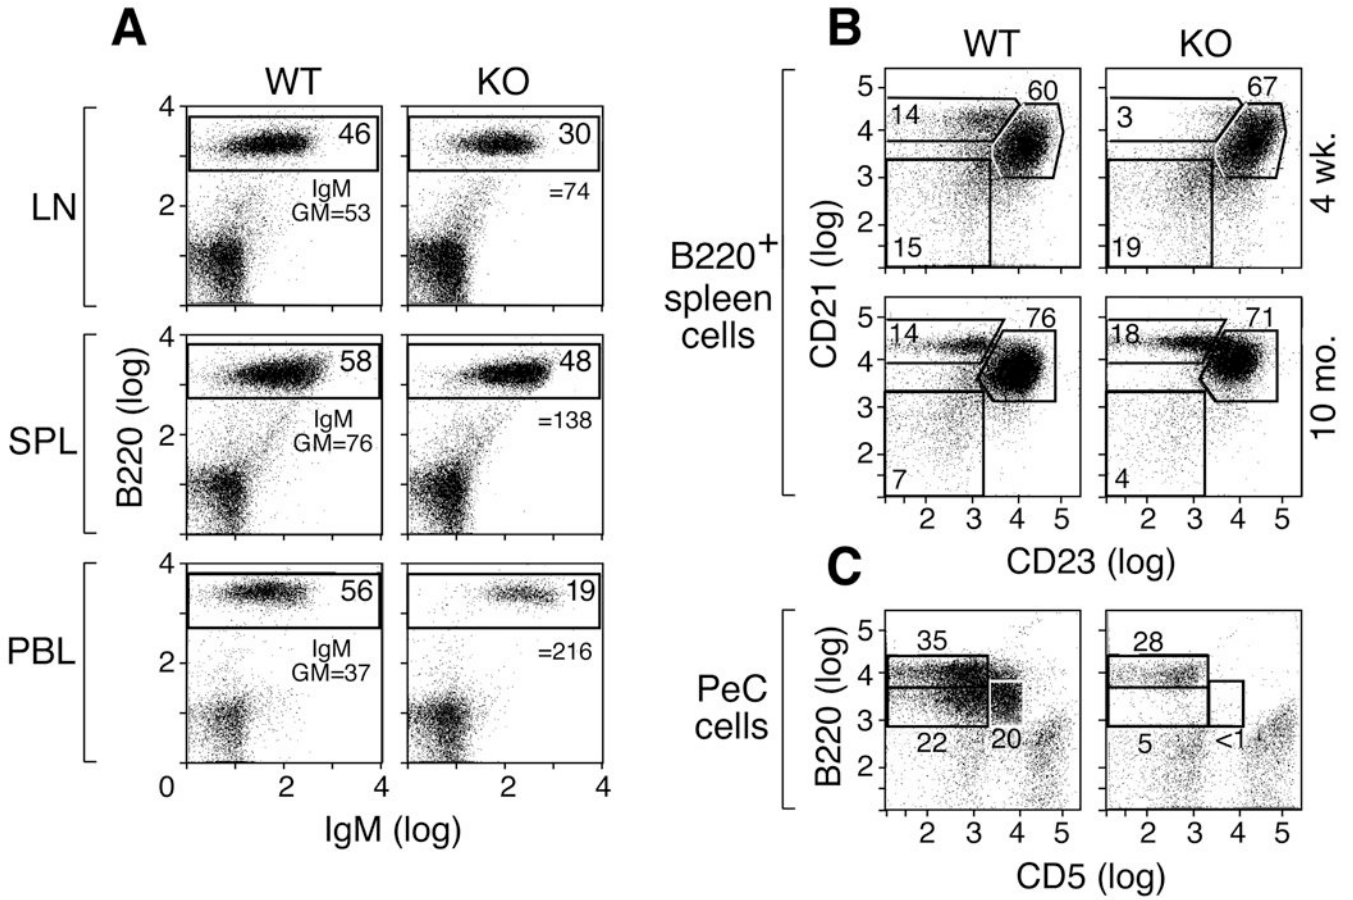 A
WT KO
LN
4
2
46
IgM
GM=53
30
=74
SPL
B220 (log)
4
2
58
IgM
GM=76
48
=138
PBL
4
2
0
56
IgM
GM=37
19
=216
2 4 2 4
IgM (log)
B
WT KO
B220+
spleen
cells
CD21 (log)
5
4
3
2
14
60
15
3
67
19
4 wk.
5
4
3
2
14
76
7
18
71
4
10 mo.
2 3 4 5 2 3 4 5
CD23 (log)
C
PeC
cells
B220 (log)
5
4
3
2
35
22
20
28
5
<1
2 3 4 5 2 3 4 5
CD5 (log)